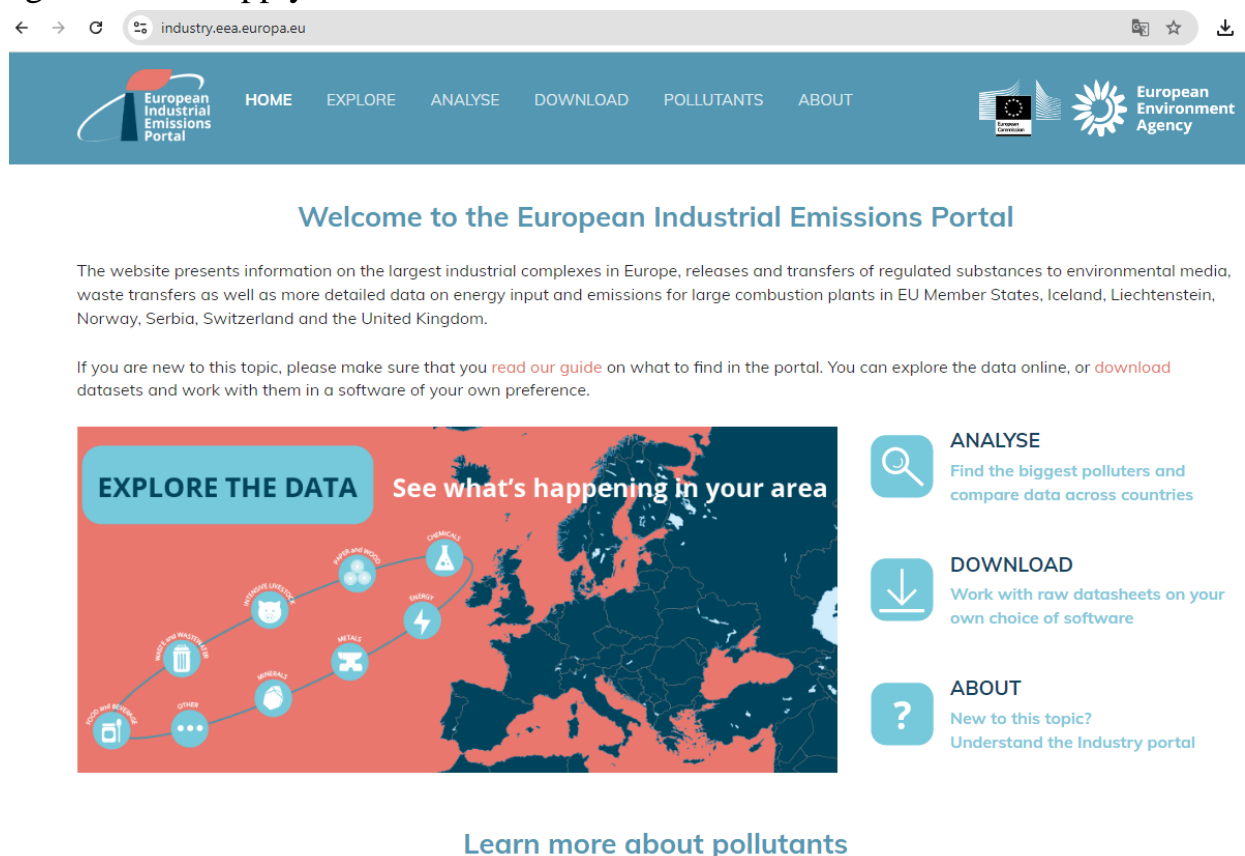 industry.eea.europa.eu
European
Industrial
Emissions
Portal
HOME EXPLORE ANALYSE DOWNLOAD POLLUTANTS ABOUT
European
Commission
European
Environment
Agency
Welcome to the European Industrial Emissions Portal
The website presents information on the largest industrial complexes in Europe, releases and transfers of regulated substances to environmental media,
waste transfers as well as more detailed data on energy input and emissions for large combustion plants in EU Member States, Iceland, Liechtenstein,
Norway, Serbia, Switzerland and the United Kingdom.
If you are new to this topic, please make sure that you read our guide on what to find in the portal. You can explore the data online, or download
datasets and work with them in a software of your own preference.
EXPLORE THE DATA See what's happening in your area
CHEMICALS
PAPER and WOOD
INTENSIVE LIVESTOCK
ENERGY
WASTE and WASTEWATER
METALS
MINERALS
FOOD and BEVERAGE
OTHER
ANALYSE
Find the biggest polluters and
compare data across countries
DOWNLOAD
Work with raw datasheets on your
own choice of software
ABOUT
?
New to this topic?
Understand the Industry portal
Learn more about pollutants